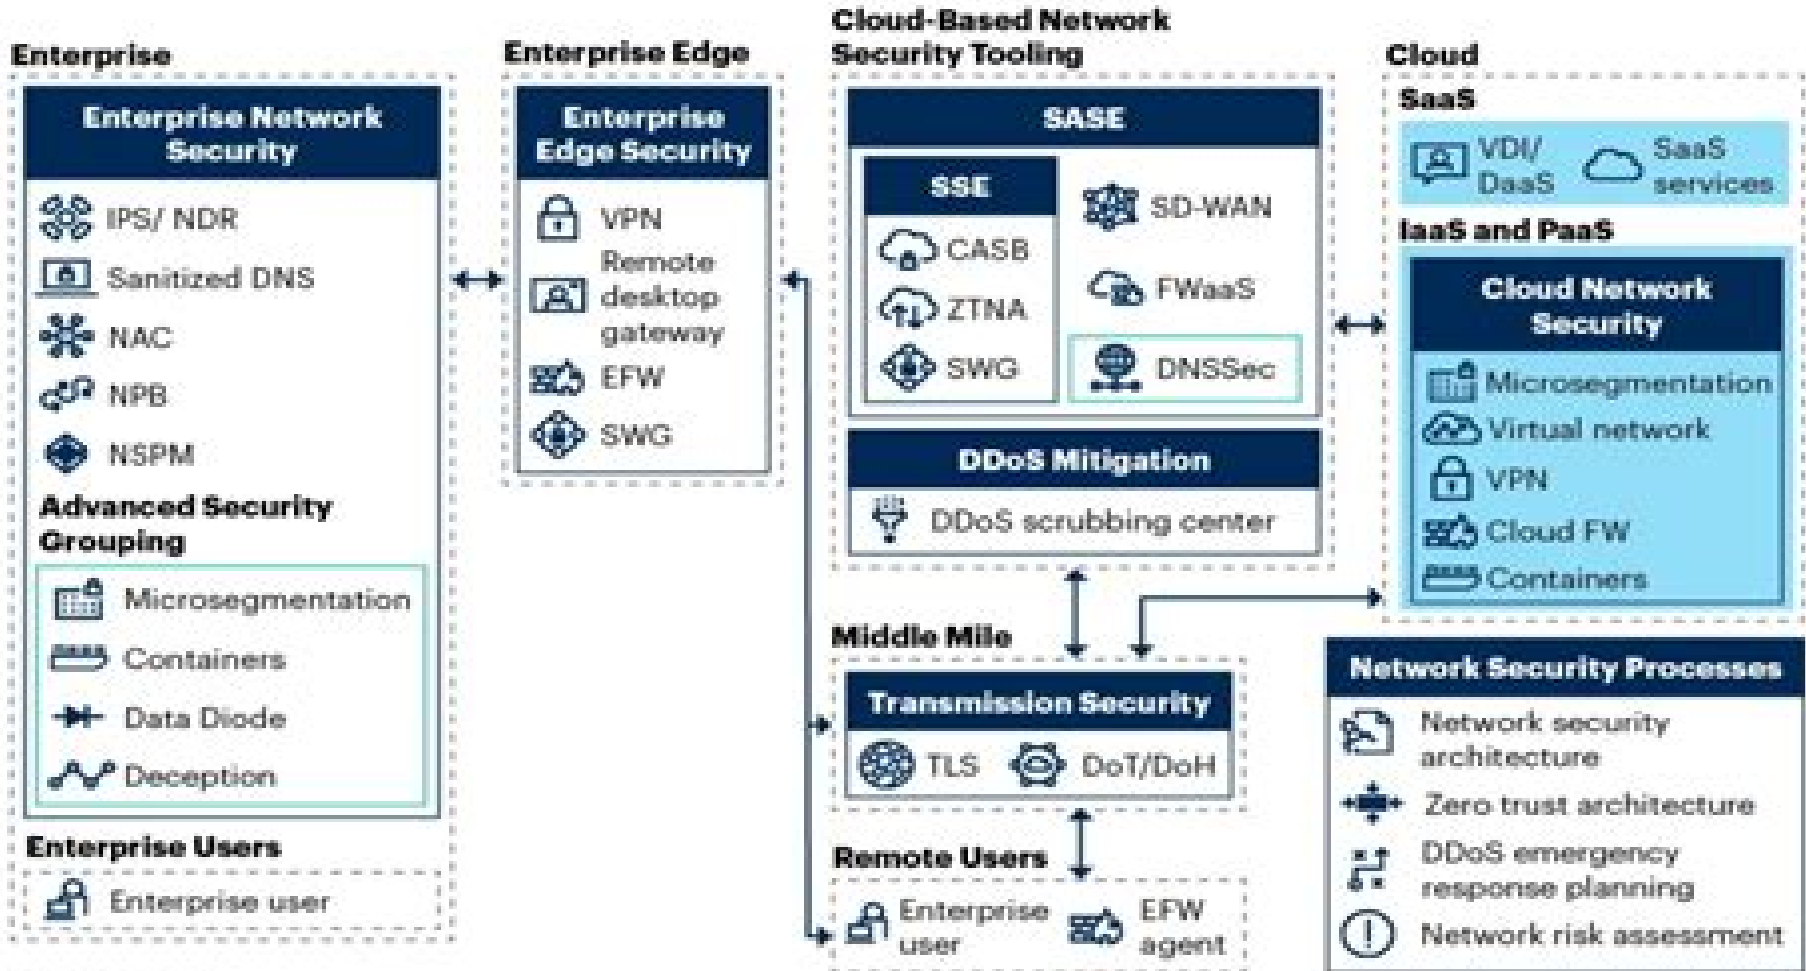 Enterprise
Enterprise Network
Security
IPS/ NDR
Sanitized DNS
NAC
NPB
NSPM
Advanced Security
Grouping
Microsegmentation
Containers
Data Diode
Deception
Enterprise Users
Enterprise user
Enterprise Edge
Enterprise
Edge Security
VPN
Remote
desktop
gateway
EFW
SWG
Cloud-Based Network
Security Tooling
SASE
SSE
CASB
ZTNA
SWG
SD-WAN
FWaaS
DNSSec
DDoS Mitigation
DDoS scrubbing center
Middle Mile
Transmission Security
TLS
DoT/DoH
Remote Users
Enterprise
user
EFW
agent
Cloud
SaaS
VDI/
DaaS
SaaS
services
IaaS and PaaS
Cloud Network
Security
Microsegmentation
Virtual network
VPN
Cloud FW
Containers
Network Security Processes
Network security
architecture
Zero trust architecture
DDoS emergency
response planning
Network risk assessment